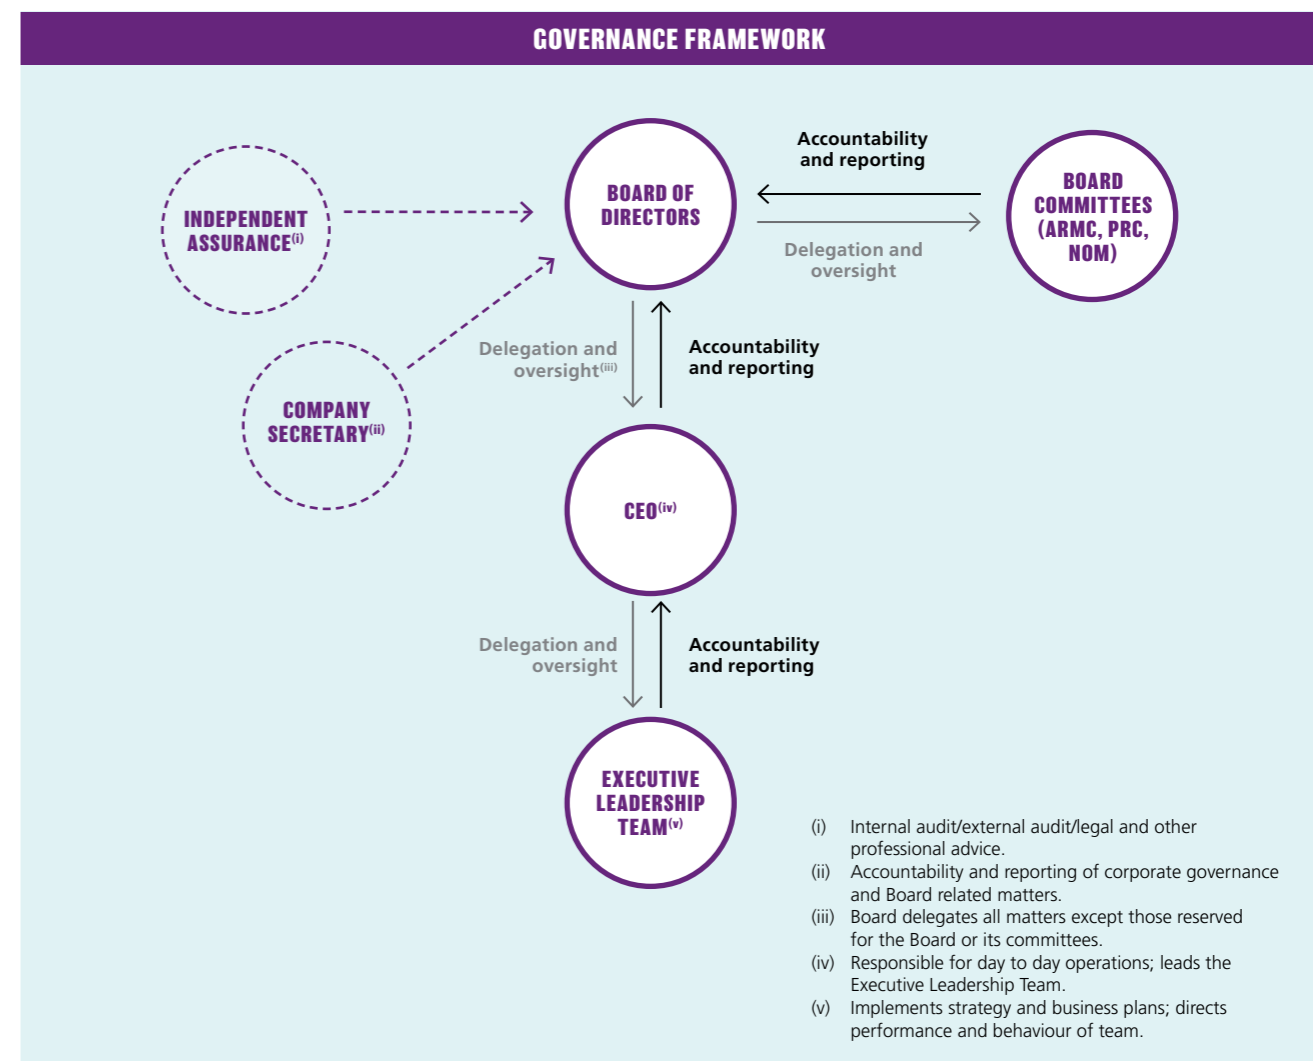 GOVERNANCE FRAMEWORK
INDEPENDENT
ASSURANCE(i)
BOARD OF
DIRECTORS
Accountability
and reporting
Delegation and
oversight
BOARD
COMMITTEES
(ARMC, PRC,
NOM)
COMPANY
SECRETARY(ii)
Delegation and
oversight(iii)
Accountability
and reporting
CEO(iv)
Delegation and
oversight
Accountability
and reporting
EXECUTIVE
LEADERSHIP
TEAM(v)
(i) Internal audit/external audit/legal and other
professional advice.
(ii) Accountability and reporting of corporate governance
and Board related matters.
(iii) Board delegates all matters except those reserved
for the Board or its committees.
(iv) Responsible for day to day operations; leads the
Executive Leadership Team.
(v) Implements strategy and business plans; directs
performance and behaviour of team.